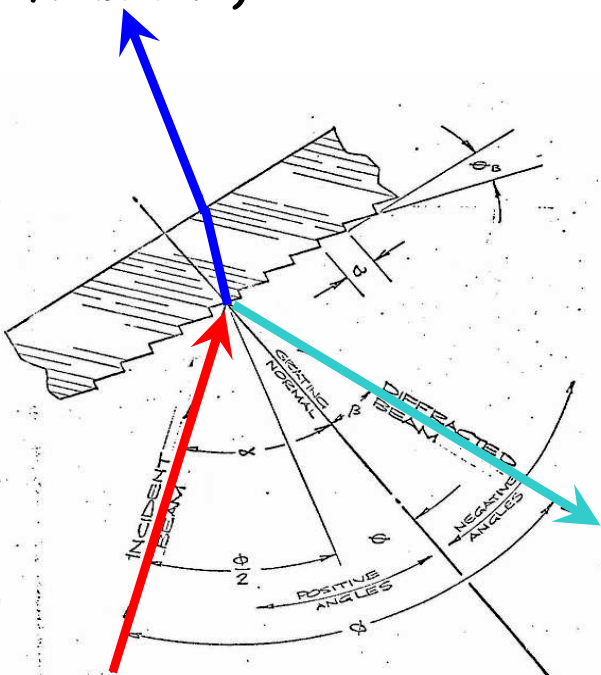 θB
d
GRATING
NORMAL
β
DIFFRACTED
BEAM
α
INCIDENT
BEAM
NEGATIVE
ANGLES
ϕ
2
POSITIVE
ANGLES
ϕ